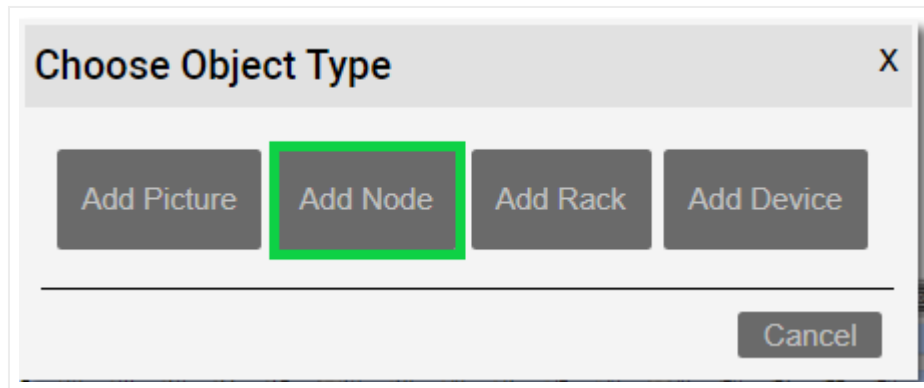 Choose Object Type X
Add Picture Add Node Add Rack Add Device
Cancel